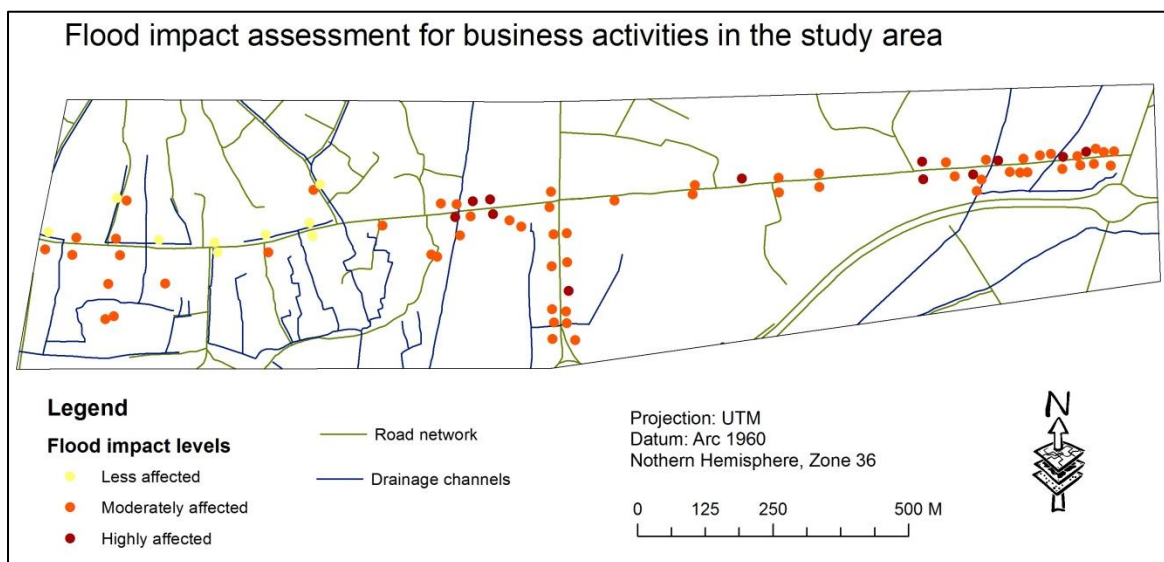 Flood impact assessment for business activities in the study area
Legend
Flood impact levels
Less affected
Moderately affected
Highly affected
Road network
Drainage channels
Projection: UTM
Datum: Arc 1960
Nothern Hemisphere, Zone 36
0 125 250 500 M
N